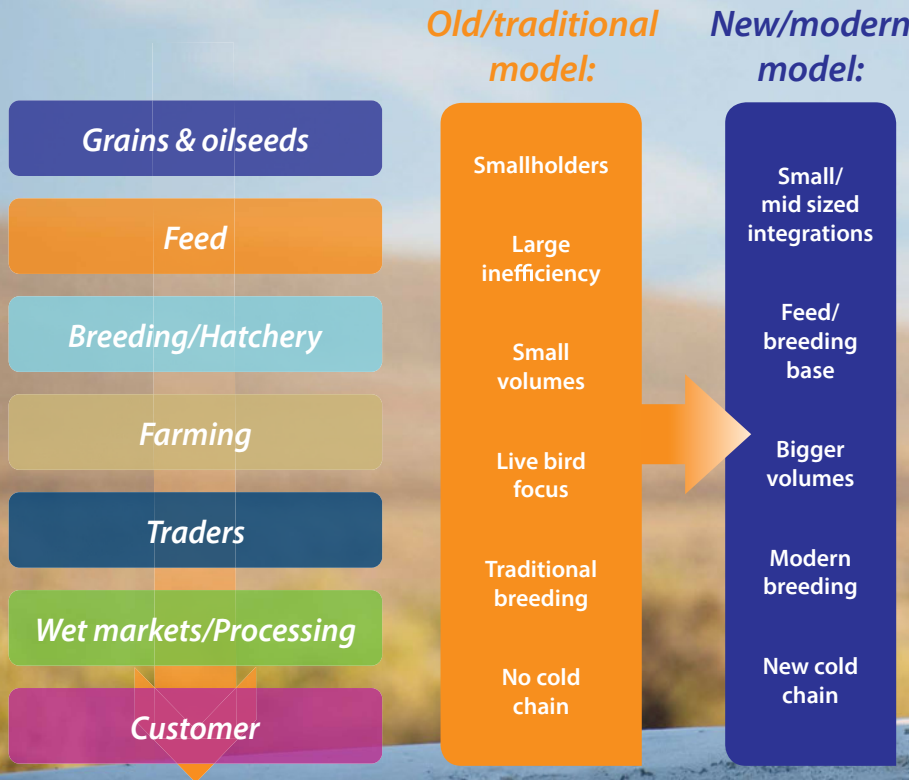 Old/traditional
model:
New/modern
model:
Grains & oilseeds
Feed
Breeding/Hatchery
Farming
Traders
Wet markets/Processing
Customer
Smallholders
Large
inefficiency
Small
volumes
Live bird
focus
Traditional
breeding
No cold
chain
Small/
mid sized
integrations
Feed/
breeding
base
Bigger
volumes
Modern
breeding
New cold
chain